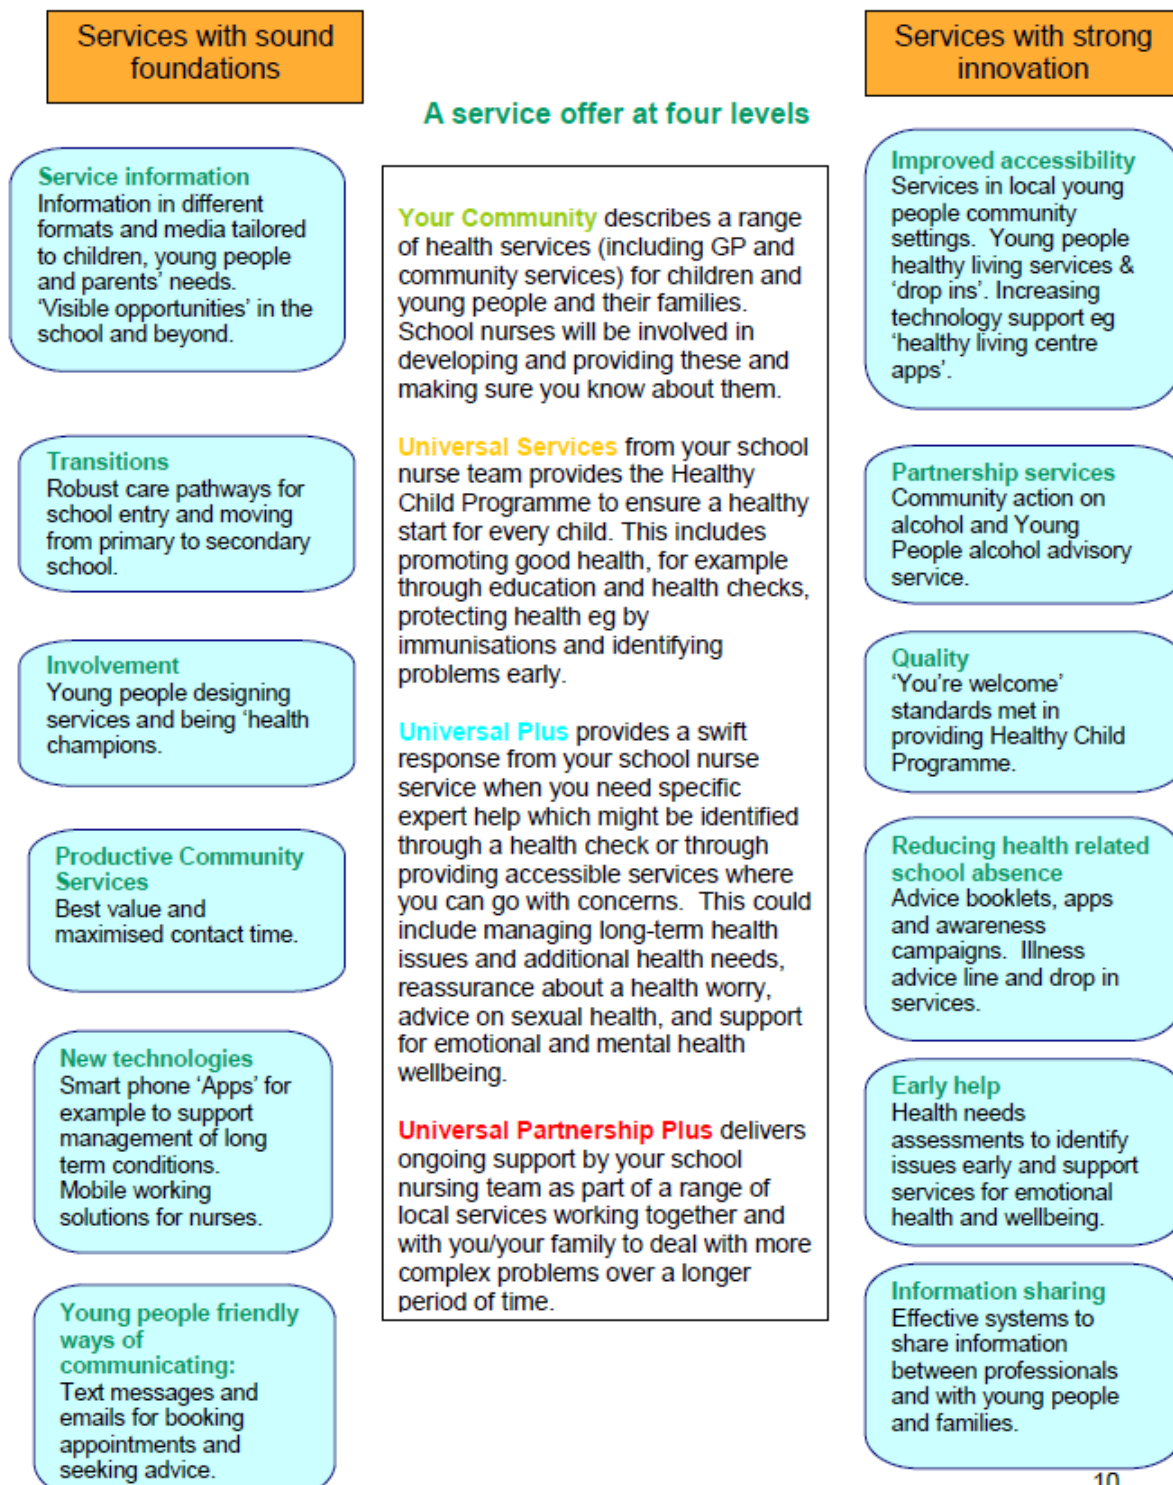 Services with sound
foundations
Service information
Information in different
formats and media tailored
to children, young people
and parents’ needs.
‘Visible opportunities’ in the
school and beyond.
Transitions
Robust care pathways for
school entry and moving
from primary to secondary
school.
Involvement
Young people designing
services and being ‘health
champions.
Productive Community
Services
Best value and
maximised contact time.
New technologies
Smart phone ‘Apps’ for
example to support
management of long
term conditions.
Mobile working
solutions for nurses.
Young people friendly
ways of
communicating:
Text messages and
emails for booking
appointments and
seeking advice.
A service offer at four levels
Your Community describes a range
of health services (including GP and
community services) for children and
young people and their families.
School nurses will be involved in
developing and providing these and
making sure you know about them.
Universal Services from your school
nurse team provides the Healthy
Child Programme to ensure a healthy
start for every child. This includes
promoting good health, for example
through education and health checks,
protecting health eg by
immunisations and identifying
problems early.
Universal Plus provides a swift
response from your school nurse
service when you need specific
expert help which might be identified
through a health check or through
providing accessible services where
you can go with concerns. This could
include managing long-term health
issues and additional health needs,
reassurance about a health worry,
advice on sexual health, and support
for emotional and mental health
wellbeing.
Universal Partnership Plus delivers
ongoing support by your school
nursing team as part of a range of
local services working together and
with you/your family to deal with more
complex problems over a longer
period of time.
Services with strong
innovation
Improved accessibility
Services in local young
people community
settings. Young people
healthy living services &
‘drop ins’. Increasing
technology support eg
‘healthy living centre
apps’.
Partnership services
Community action on
alcohol and Young
People alcohol advisory
service.
Quality
‘You’re welcome’
standards met in
providing Healthy Child
Programme.
Reducing health related
school absence
Advice booklets, apps
and awareness
campaigns. Illness
advice line and drop in
services.
Early help
Health needs
assessments to identify
issues early and support
services for emotional
health and wellbeing.
Information sharing
Effective systems to
share information
between professionals
and with young people
and families.
10